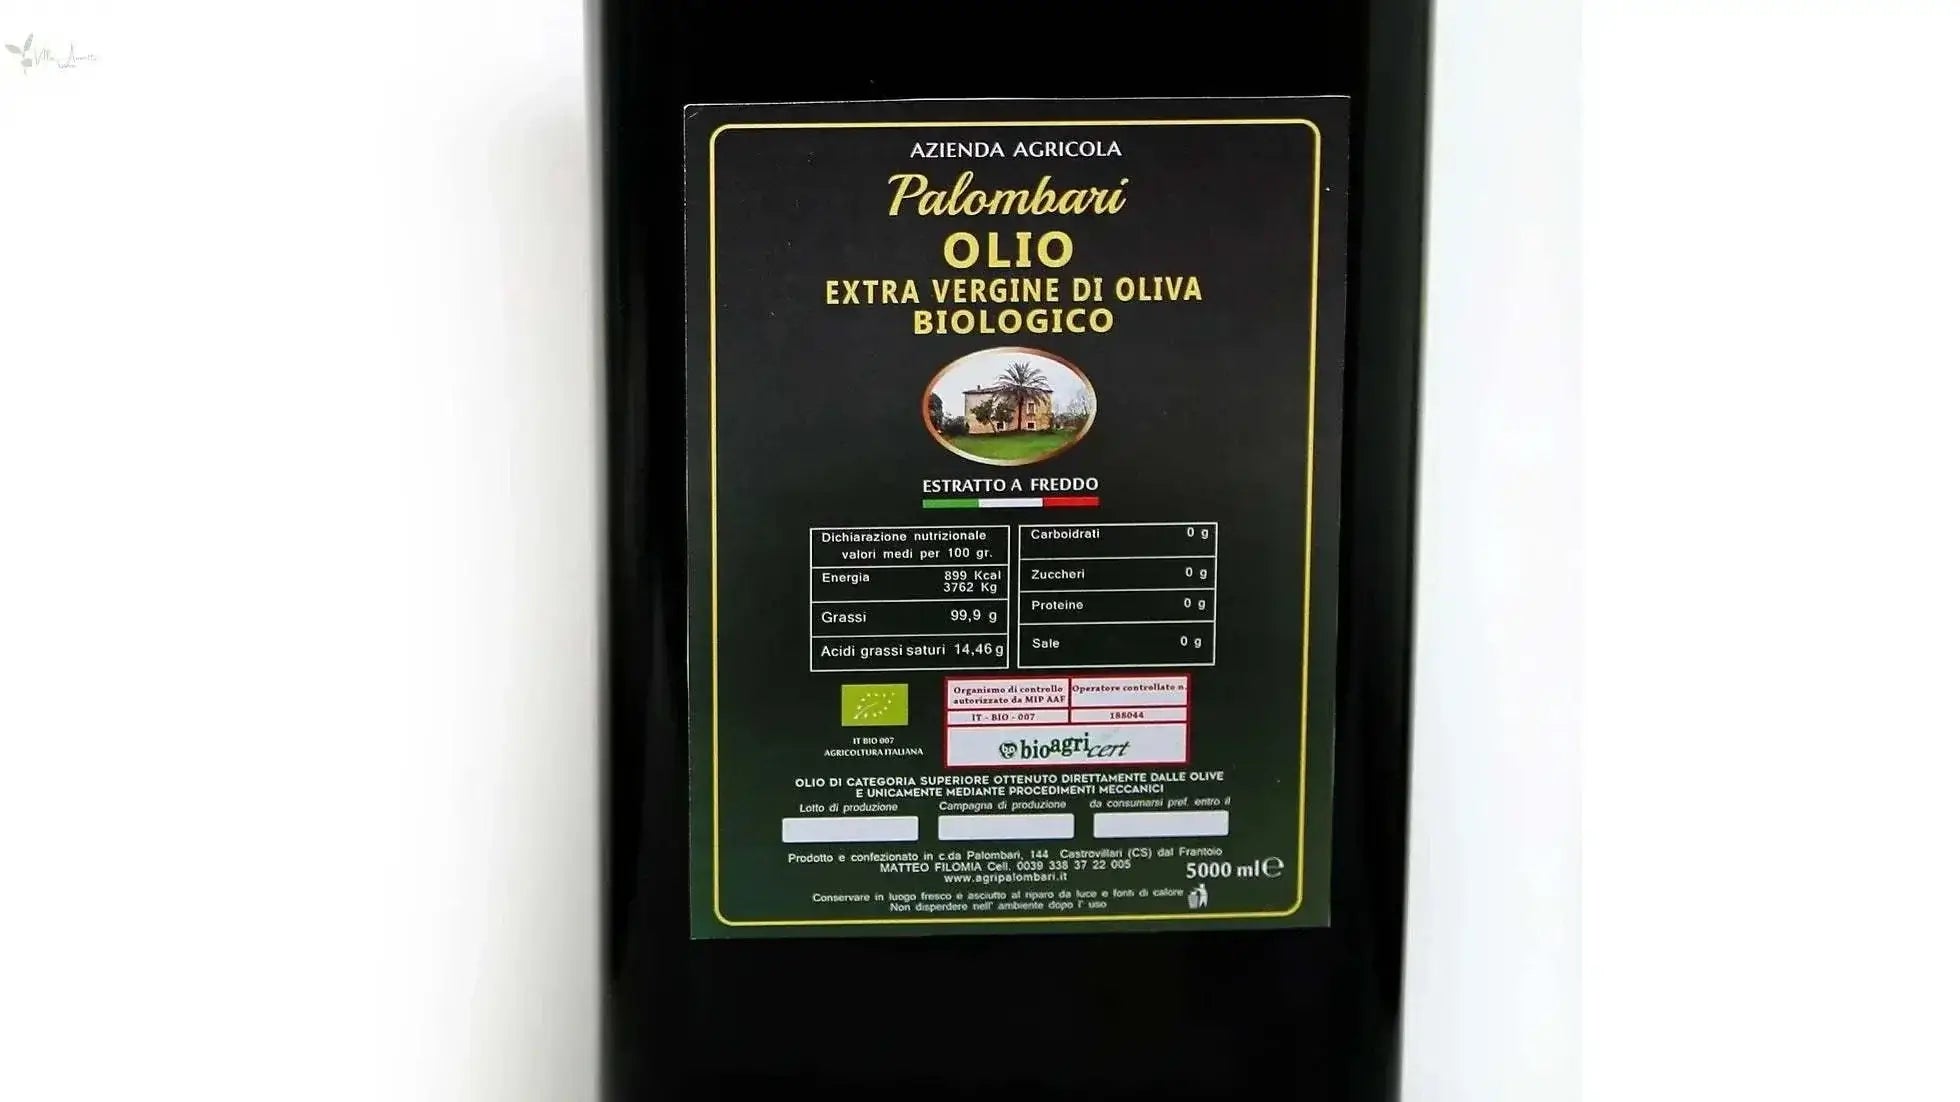 AZIENDA AGRICOLA
Palombari
OLIO
EXTRA VERGINE DI OLIVA
BIOLOGICO
ESTRATTO A FREDDO
Dichiarazione nutrizionale
valori medi per 100 gr.
Energia 899 Kcal
3762 Kg
Grassi 99,9 g
Acidi grassi saturi 14,46 g
Carboidrati 0 g
Zuccheri 0 g
Proteine 0 g
Sale 0 g
IT BIO 007
AGRICOLTURA ITALIANA
Organismo di controllo
autorizzato da MIP AAF
Operatore controllato n.
IT - BIO - 007
188044
bioagricert
OLIO DI CATEGORIA SUPERIORE OTTENUTO DIRETTAMENTE DALLE OLIVE
E UNICAMENTE MEDIANTE PROCEDIMENTI MECCANICI
Lotto di produzione Campagna di produzione da consumarsi pref. entro il
Prodotto e confezionato in c.da Palombari, 144 Castrovillari (CS) dal Frantoio
MATTEO FILOMIA Cell. 0039 338 37 22 005
www.agripalombari.it
5000 ml e
Conservare in luogo fresco e asciutto al riparo da luce e fonti di calore
Non disperdere nell' ambiente dopo l' uso